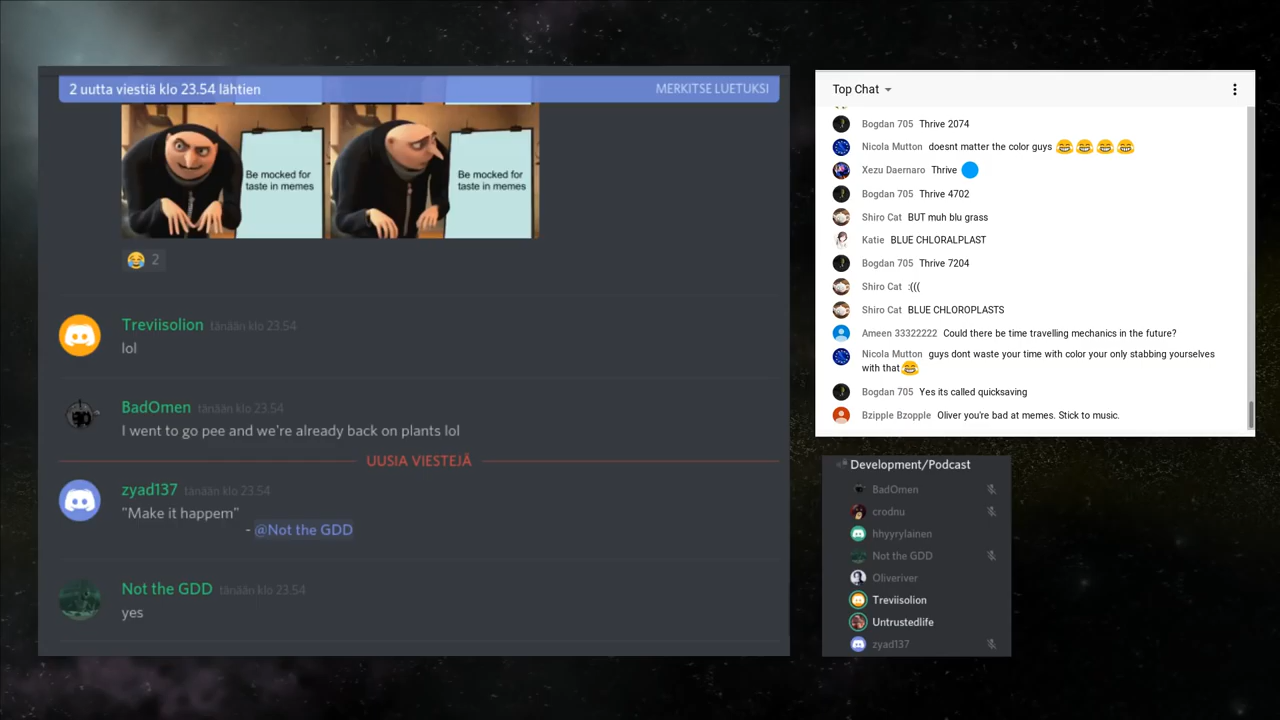 2 uutta viestiä klo 23.54 lähtien
MERKITSE LUETUKSI
Be mocked for
taste in memes
Be mocked for
taste in memes
😂 2
Treviisolion tänään klo 23.54
lol
BadOmen tänään klo 23.54
I went to go pee and we're already back on plants lol
UUSIA VIESTEJÄ
zyad137 tänään klo 23.54
"Make it happem"
- @Not the GDD
Not the GDD tänään klo 23.54
yes
Top Chat
Bogdan 705 Thrive 2074
Nicola Mutton doesnt matter the color guys 😂😂😂😂
Xezu Daernaro Thrive 🔵
Bogdan 705 Thrive 4702
Shiro Cat BUT muh blu grass
Katie BLUE CHLORALPLAST
Bogdan 705 Thrive 7204
Shiro Cat :(((
Shiro Cat BLUE CHLOROPLASTS
Ameen 33322222 Could there be time travelling mechanics in the future?
Nicola Mutton guys dont waste your time with color your only stabbing yourselves
with that😂
Bogdan 705 Yes its called quicksaving
Bzipple Bzopple Oliver you're bad at memes. Stick to music.
Development/Podcast
BadOmen
crodnu
hhyyrylainen
Not the GDD
Oliveriver
Treviisolion
Untrustedlife
zyad137